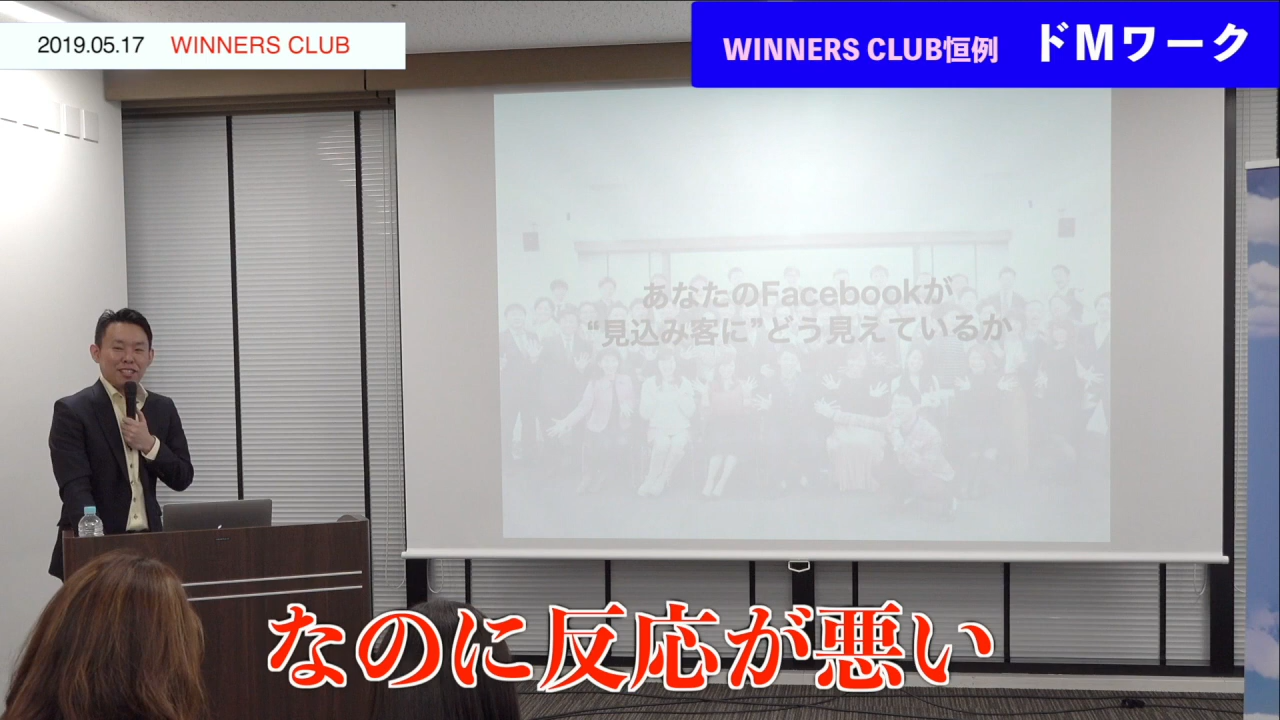 2019.05.17 WINNERS CLUB
WINNERS CLUB恒例 ドMワーク
あなたのFacebookが
“見込み客に”どう見えているか
なのに反応が悪い